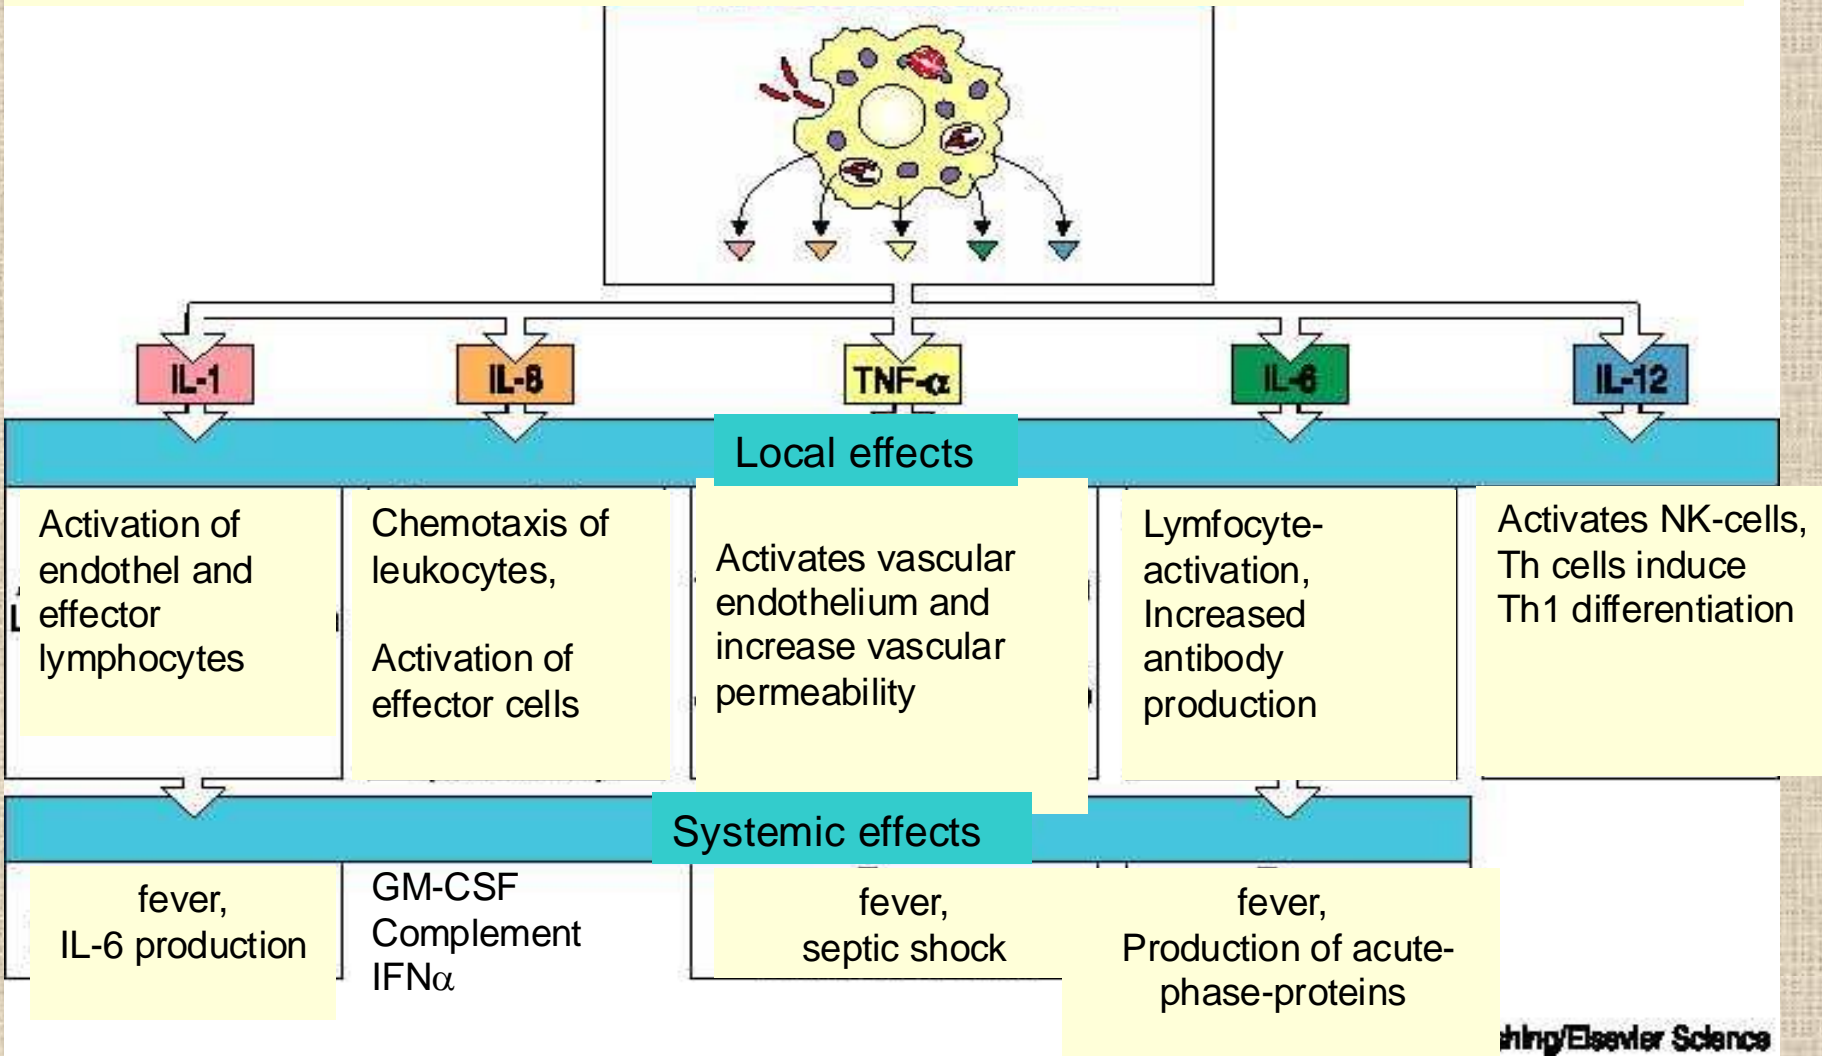 IL-1
IL-8
TNF-α
IL-6
IL-12
Local effects
Activation of
endothel and
effector
lymphocytes
Chemotaxis of
leukocytes,
Activation of
effector cells
Activates vascular
endothelium and
increase vascular
permeability
Lymfocyte-
activation,
Increased
antibody
production
Activates NK-cells,
Th cells induce
Th1 differentiation
Systemic effects
fever,
IL-6 production
GM-CSF
Complement
IFNα
fever,
septic shock
fever,
Production of acute-
phase-proteins
hing/Elsevier Science